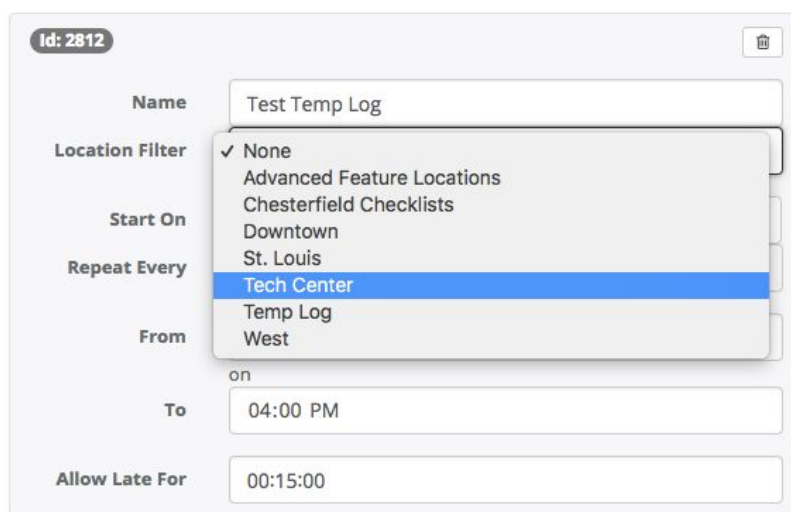 Id: 2812
Name Test Temp Log
Location Filter ✓ None
Advanced Feature Locations
Chesterfield Checklists
Start On Downtown
St. Louis
Repeat Every Tech Center
Temp Log
From West
on
To 04:00 PM
Allow Late For 00:15:00